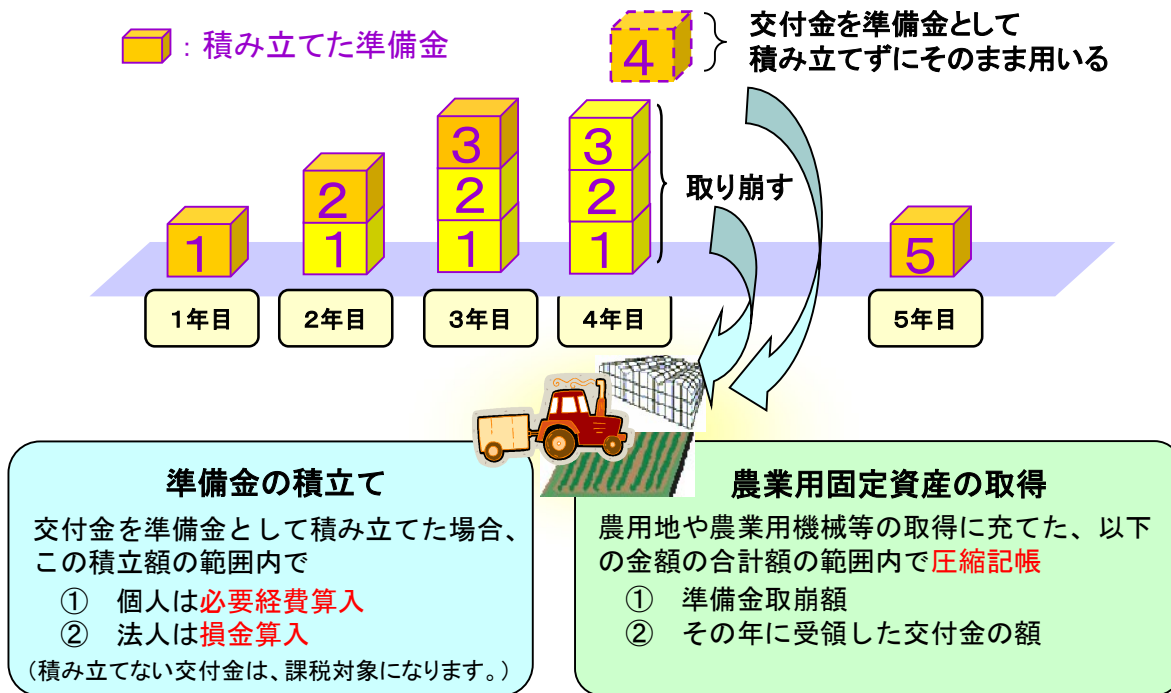 ：積み立てた準備金
4
交付金を準備金として
積み立てずにそのまま用いる
3
3
2
2
2
取り崩す
1
1
1
1
5
1年目
2年目
3年目
4年目
5年目
準備金の積立て
交付金を準備金として積み立てた場合、
この積立額の範囲内で
①　個人は必要経費算入
②　法人は損金算入
（積み立てない交付金は、課税対象になります。）
農業用固定資産の取得
農用地や農業用機械等の取得に充てた、以下
の金額の合計額の範囲内で圧縮記帳
①　準備金取崩額
②　その年に受領した交付金の額